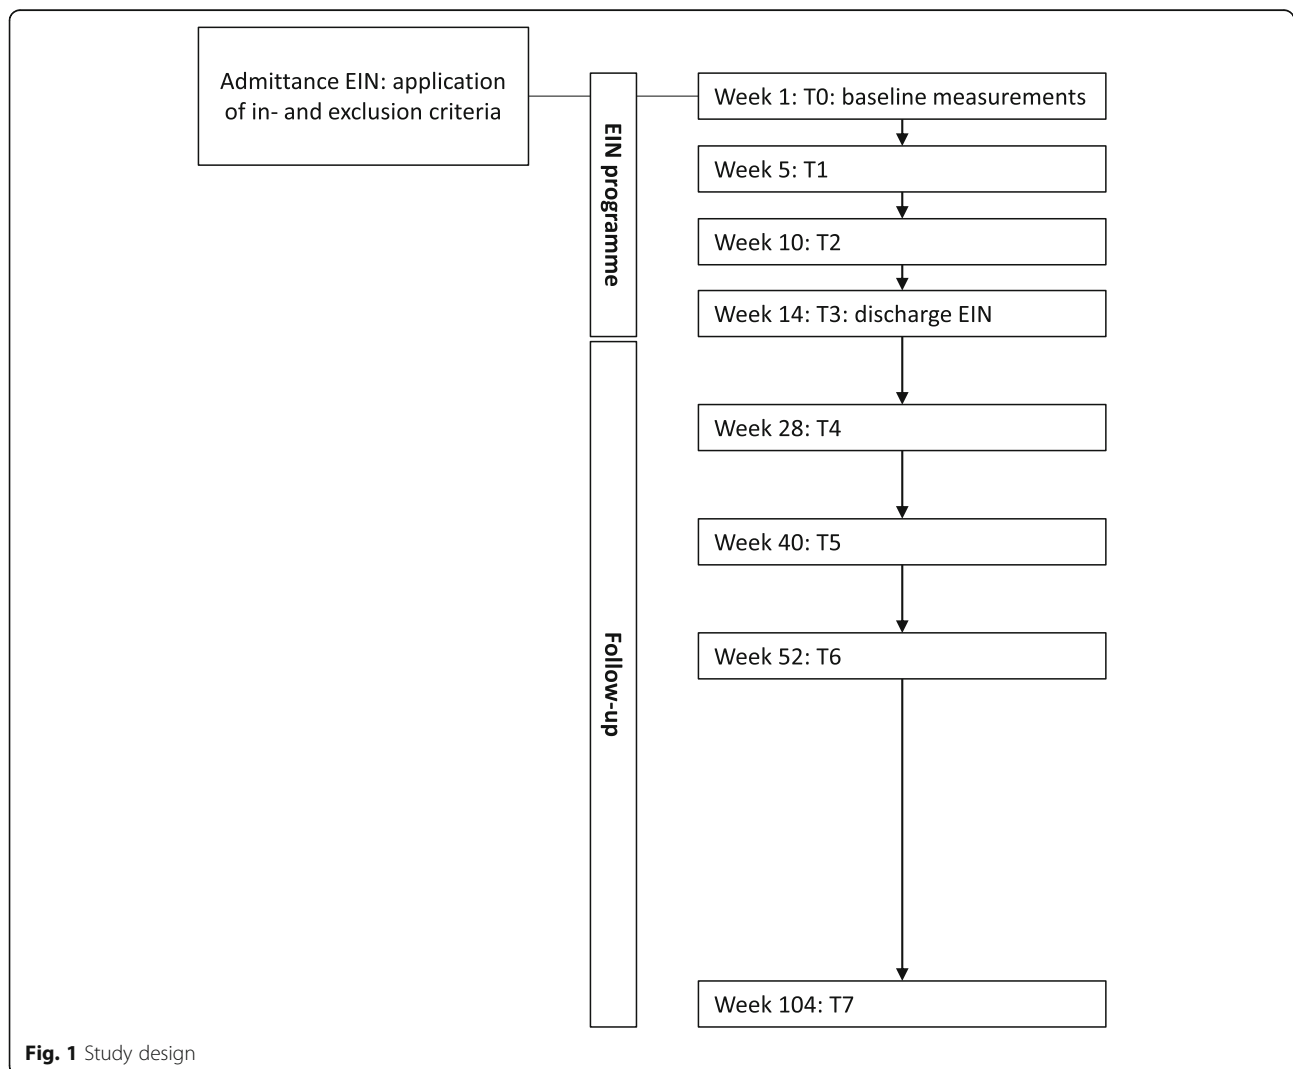 Admittance EIN: application
of in- and exclusion criteria
EIN programme
Week 1: T0: baseline measurements
Week 5: T1
Week 10: T2
Week 14: T3: discharge EIN
Follow-up
Week 28: T4
Week 40: T5
Week 52: T6
Week 104: T7
Fig. 1 Study design